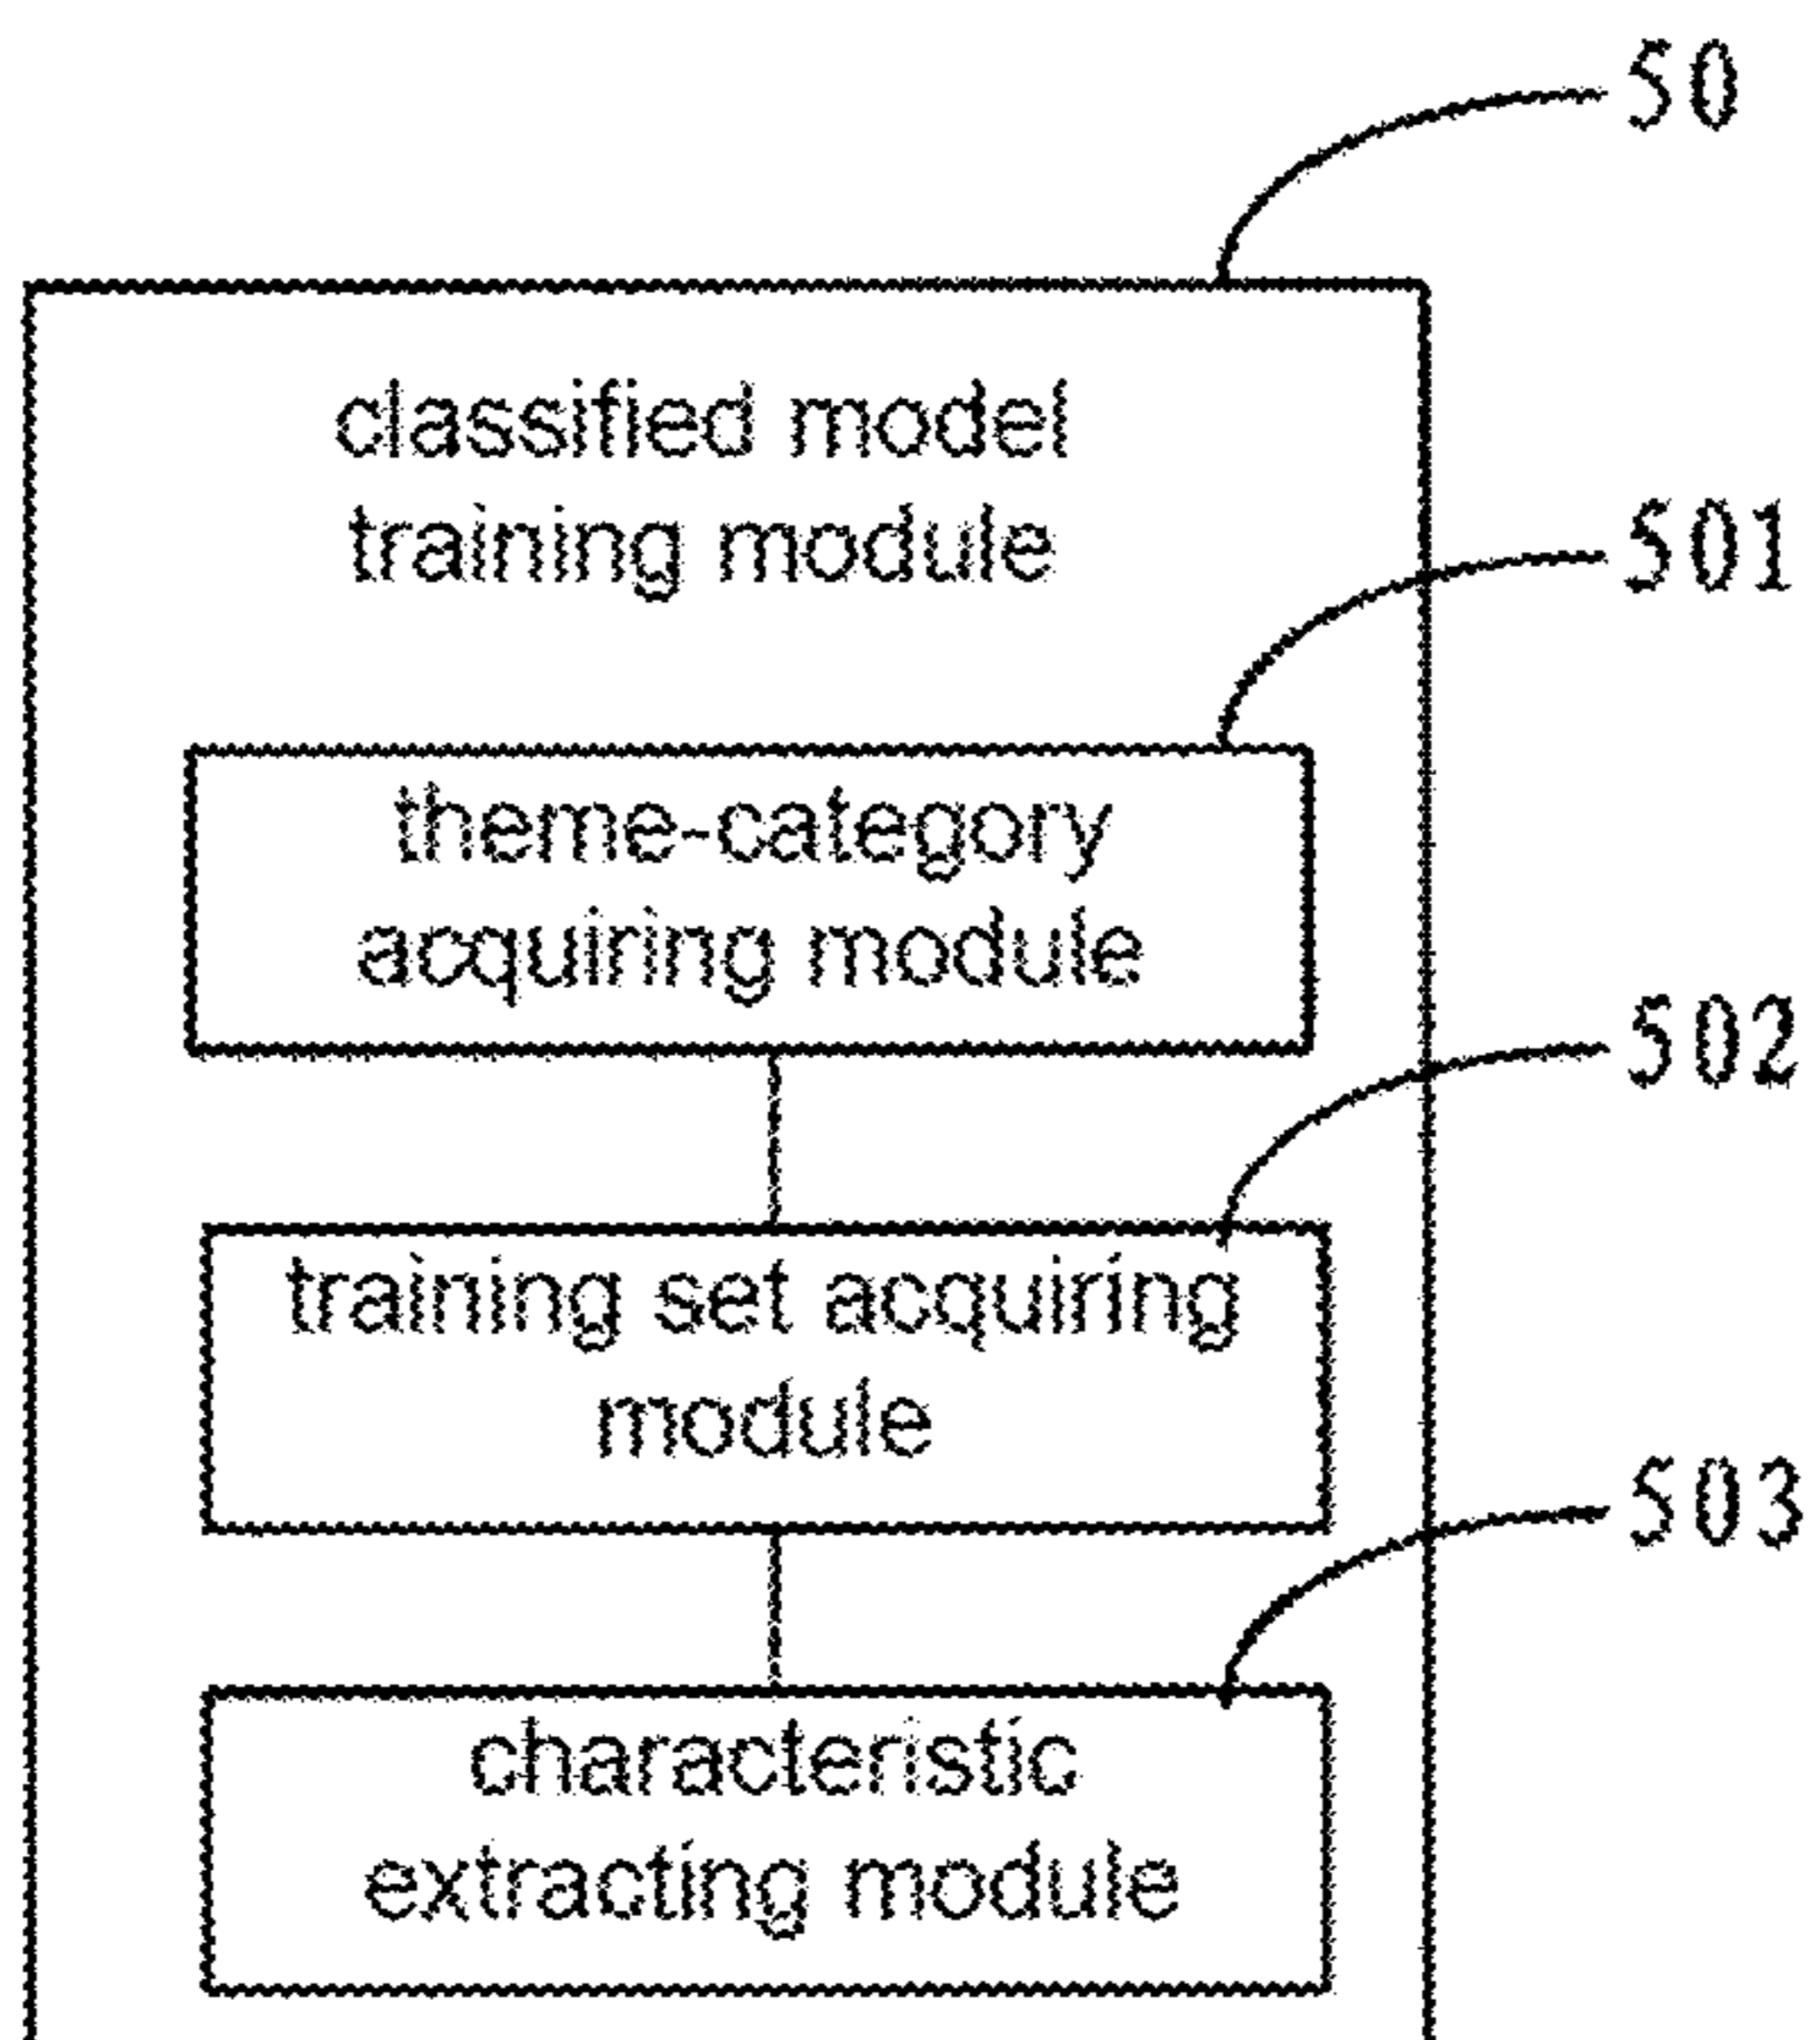 50
classified model
training module
501
theme-category
acquiring module
502
training set acquiring
module
503
characteristic
extracting module